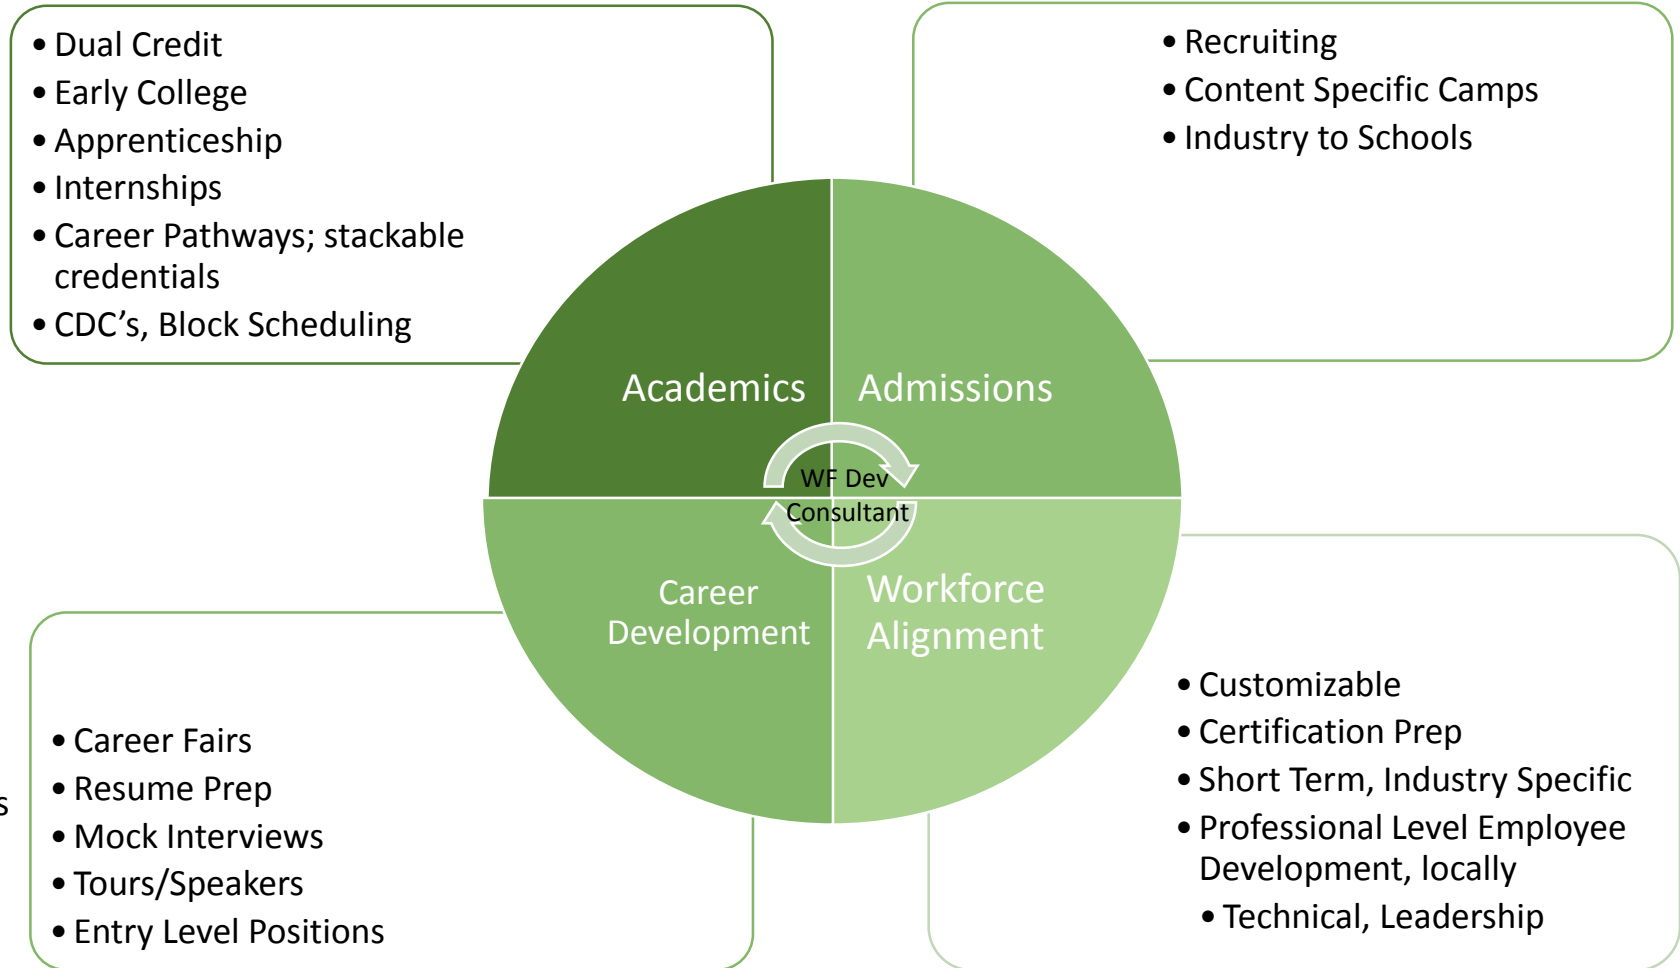 • Dual Credit
• Early College
• Apprenticeship
• Internships
• Career Pathways; stackable
credentials
• CDC’s, Block Scheduling
• Recruiting
• Content Specific Camps
• Industry to Schools
Academics
Admissions
WF Dev
Consultant
Career
Development
Workforce
Alignment
s
• Career Fairs
• Resume Prep
• Mock Interviews
• Tours/Speakers
• Entry Level Positions
• Customizable
• Certification Prep
• Short Term, Industry Specific
• Professional Level Employee
Development, locally
• Technical, Leadership